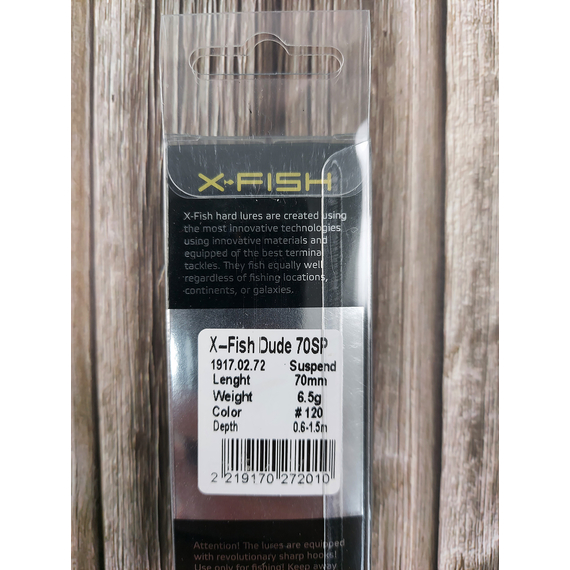 X-FISH
X-Fish hard lures are created using
the most innovative technologies
using innovative materials and
equipped of the best terminal
tackles. They fish equally well
regardless of fishing locations,
continents, or galaxies.
X-Fish Dude 70SP
1917.02.72 Suspend
Lenght 70mm
Weight 6.5g
Color # 120
Depth 0.6-1.5m
2 219170 272010
Attention! The lures are equipped
with revolutionary sharp hooks!
Use only for fishing! Keep away